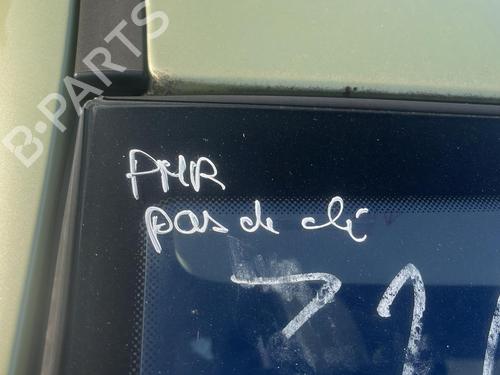 B-PARTS
PMR
pas de clé